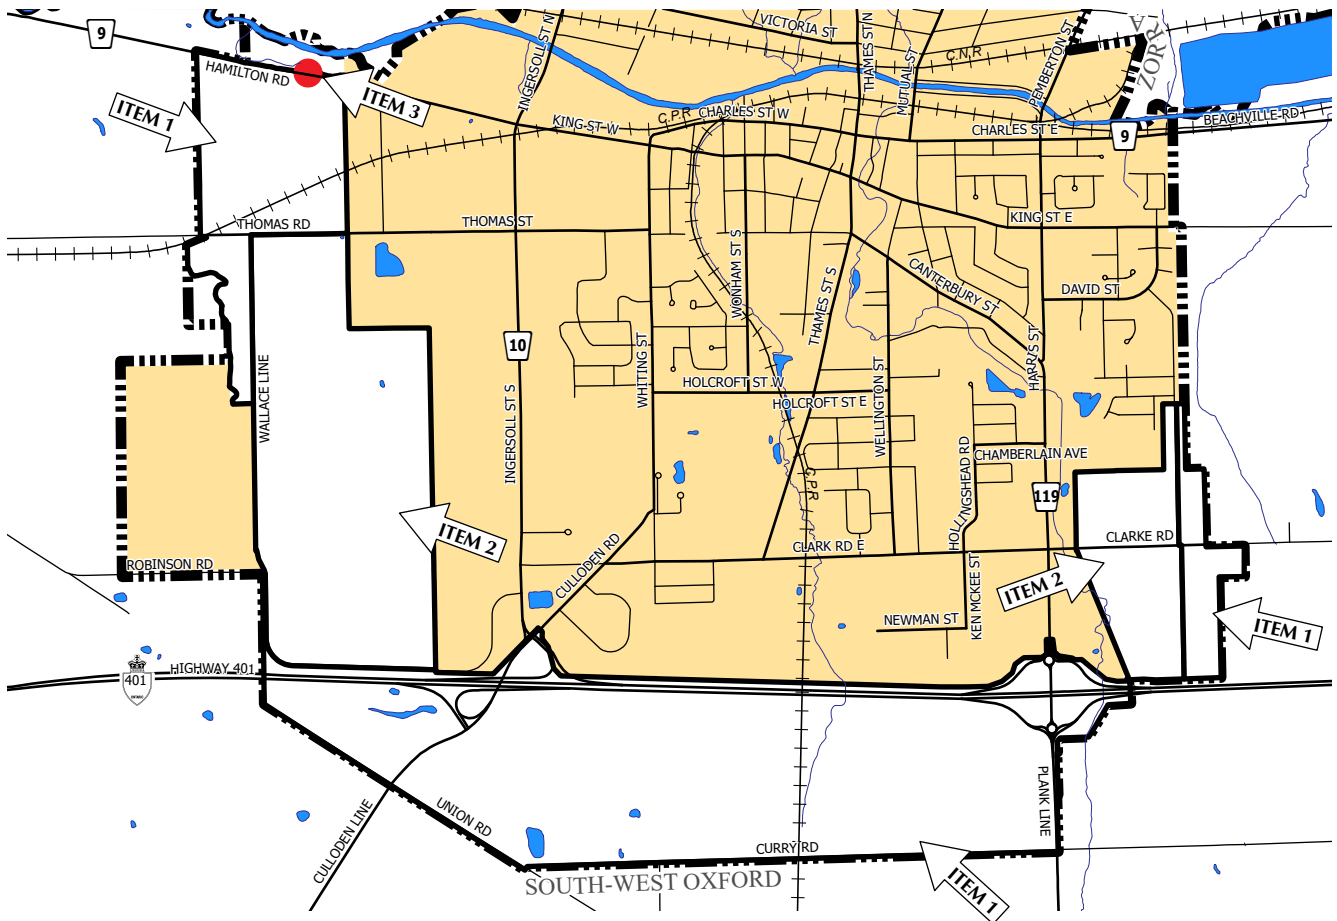 VICTORIA ST
INGERSOLL ST N
THAMES ST N
MUTUAL ST
C.N.R
PEMBERTON ST
ZORRA
9
HAMILTON RD
ITEM 1
ITEM 3
KING ST W
C.P.R
CHARLES ST W
CHARLES ST E
9
BEACHVILLE RD
THOMAS RD
THOMAS ST
KING ST E
WONHAM ST S
THAMES ST S
CANTERBURY ST
DAVID ST
10
WALLACE LINE
WHITING ST
HARRIS ST
HOLCROFT ST W
HOLCROFT ST E
INGERSOLL ST S
WELLINGTON ST
HOLLINGSHEAD RD
CHAMBERLAIN AVE
C.P.R
119
ITEM 2
CLARK RD E
CLARKE RD
ROBINSON RD
CULLODEN RD
KEN MCKEE ST
ITEM 2
NEWMAN ST
ITEM 1
HIGHWAY 401
401
ONTARIO
CULLODEN LINE
UNION RD
PLANK LINE
CURRY RD
SOUTH-WEST OXFORD
ITEM 1